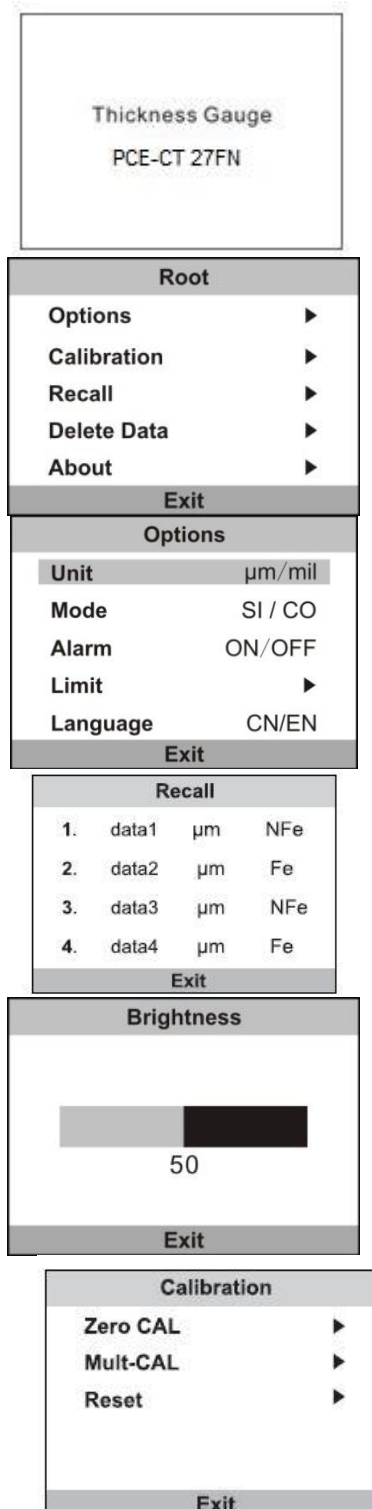 Thickness Gauge
PCE-CT 27FN
Root
Options ▶
Calibration ▶
Recall ▶
Delete Data ▶
About ▶
Exit
Options
Unit µm/mil
Mode SI / CO
Alarm ON/OFF
Limit ▶
Language CN/EN
Exit
Recall
1. data1 µm NFe
2. data2 µm Fe
3. data3 µm NFe
4. data4 µm Fe
Exit
Brightness
50
Exit
Calibration
Zero CAL ▶
Mult-CAL ▶
Reset ▶
Exit